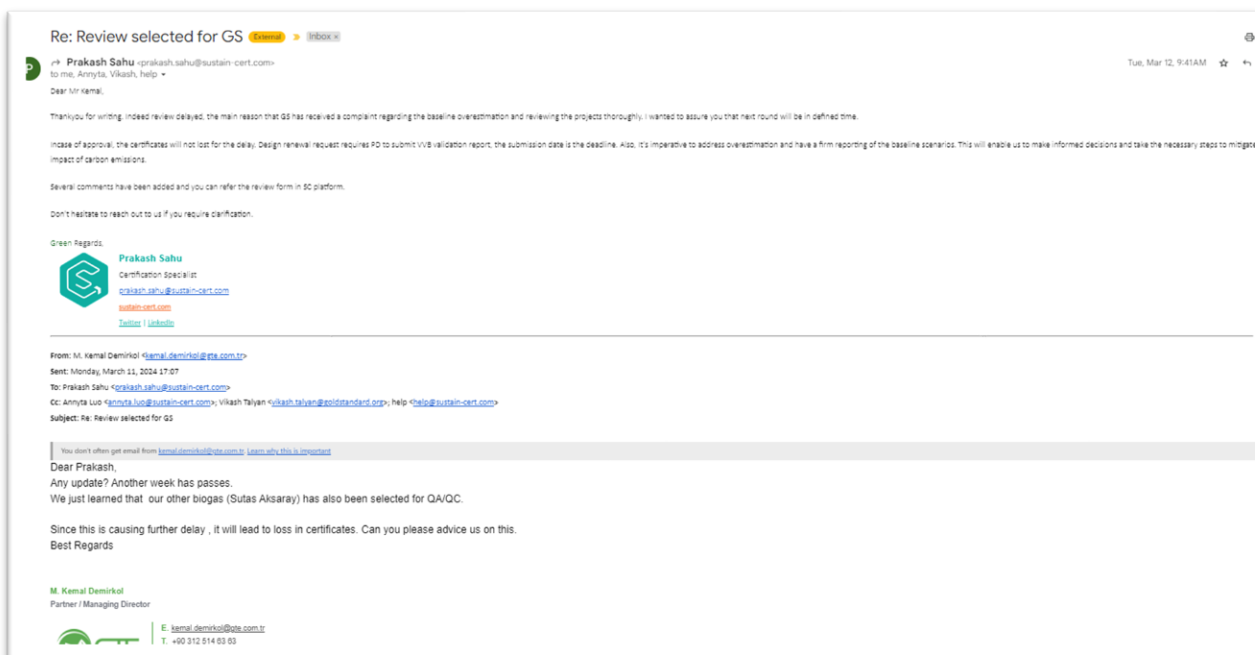 Re: Review selected for GS External Inbox ×
P
Prakash Sahu <prakash.sahu@sustain-cert.com>
Tue, Mar 12, 9:41AM
to me, Annyta, Vikash, help
Dear Mr Kemal,
Thankyou for writing. Indeed review delayed, the main reason that GS has received a complaint regarding the baseline overestimation and reviewing the projects thoroughly. I wanted to assure you that next round will be in defined time.
Incase of approval, the certificates will not lost for the delay. Design renewal request requires PD to submit VVB validation report, the submission date is the deadline. Also, it's imperative to address overestimation and have a firm reporting of the baseline scenarios. This will enable us to make informed decisions and take the necessary steps to mitigate
impact of carbon emissions.
Several comments have been added and you can refer the review form in SC platform.
Don't hesitate to reach out to us if you require clarification.
Green Regards,
Prakash Sahu
Certification Specialist
prakash.sahu@sustain-cert.com
sustain-cert.com
Twitter | LinkedIn
From: M. Kemal Demirkol <kemal.demirkol@gte.com.tr>
Sent: Monday, March 11, 2024 17:07
To: Prakash Sahu <prakash.sahu@sustain-cert.com>
Cc: Annyta Luo <annyta.luo@sustain-cert.com>; Vikash Talyan <vikash.talyan@goldstandard.org>; help <help@sustain-cert.com>
Subject: Re: Review selected for GS
You don't often get email from kemal.demirkol@gte.com.tr. Learn why this is important
Dear Prakash,
Any update? Another week has passes.
We just learned that our other biogas (Sutas Aksaray) has also been selected for QA/QC.
Since this is causing further delay , it will lead to loss in certificates. Can you please advice us on this.
Best Regards
M. Kemal Demirkol
Partner / Managing Director
E. kemal.demirkol@gte.com.tr
T. +90 312 514 63 63